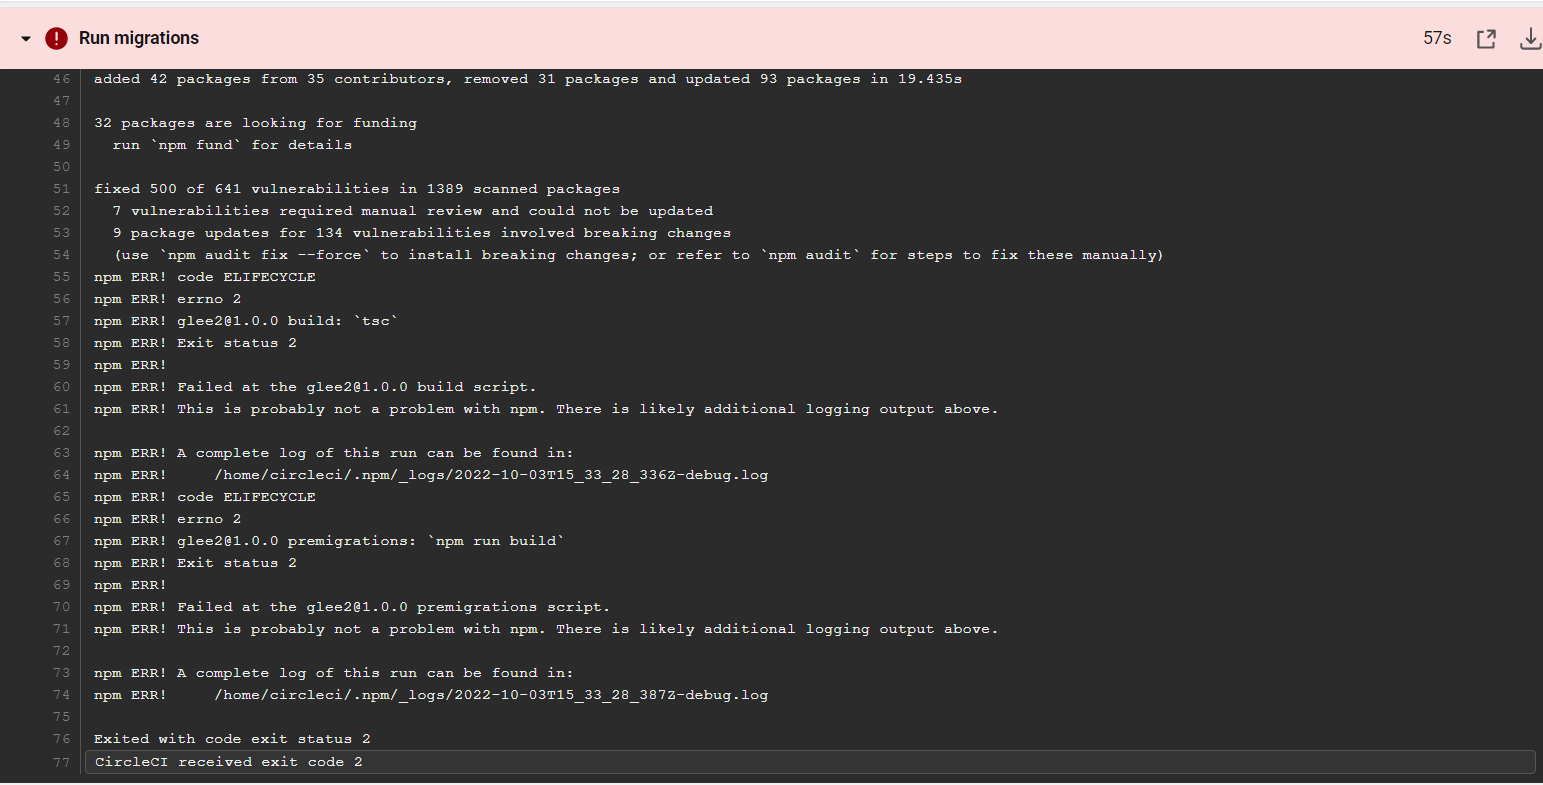 Run migrations
57s
46 added 42 packages from 35 contributors, removed 31 packages and updated 93 packages in 19.435s
47
48 32 packages are looking for funding
49   run `npm fund` for details
50
51 fixed 500 of 641 vulnerabilities in 1389 scanned packages
52   7 vulnerabilities required manual review and could not be updated
53   9 package updates for 134 vulnerabilities involved breaking changes
54   (use `npm audit fix --force` to install breaking changes; or refer to `npm audit` for steps to fix these manually)
55 npm ERR! code ELIFECYCLE
56 npm ERR! errno 2
57 npm ERR! glee2@1.0.0 build: `tsc`
58 npm ERR! Exit status 2
59 npm ERR!
60 npm ERR! Failed at the glee2@1.0.0 build script.
61 npm ERR! This is probably not a problem with npm. There is likely additional logging output above.
62
63 npm ERR! A complete log of this run can be found in:
64 npm ERR!     /home/circleci/.npm/_logs/2022-10-03T15_33_28_336Z-debug.log
65 npm ERR! code ELIFECYCLE
66 npm ERR! errno 2
67 npm ERR! glee2@1.0.0 premigrations: `npm run build`
68 npm ERR! Exit status 2
69 npm ERR!
70 npm ERR! Failed at the glee2@1.0.0 premigrations script.
71 npm ERR! This is probably not a problem with npm. There is likely additional logging output above.
72
73 npm ERR! A complete log of this run can be found in:
74 npm ERR!     /home/circleci/.npm/_logs/2022-10-03T15_33_28_387Z-debug.log
75
76 Exited with code exit status 2
77 CircleCI received exit code 2